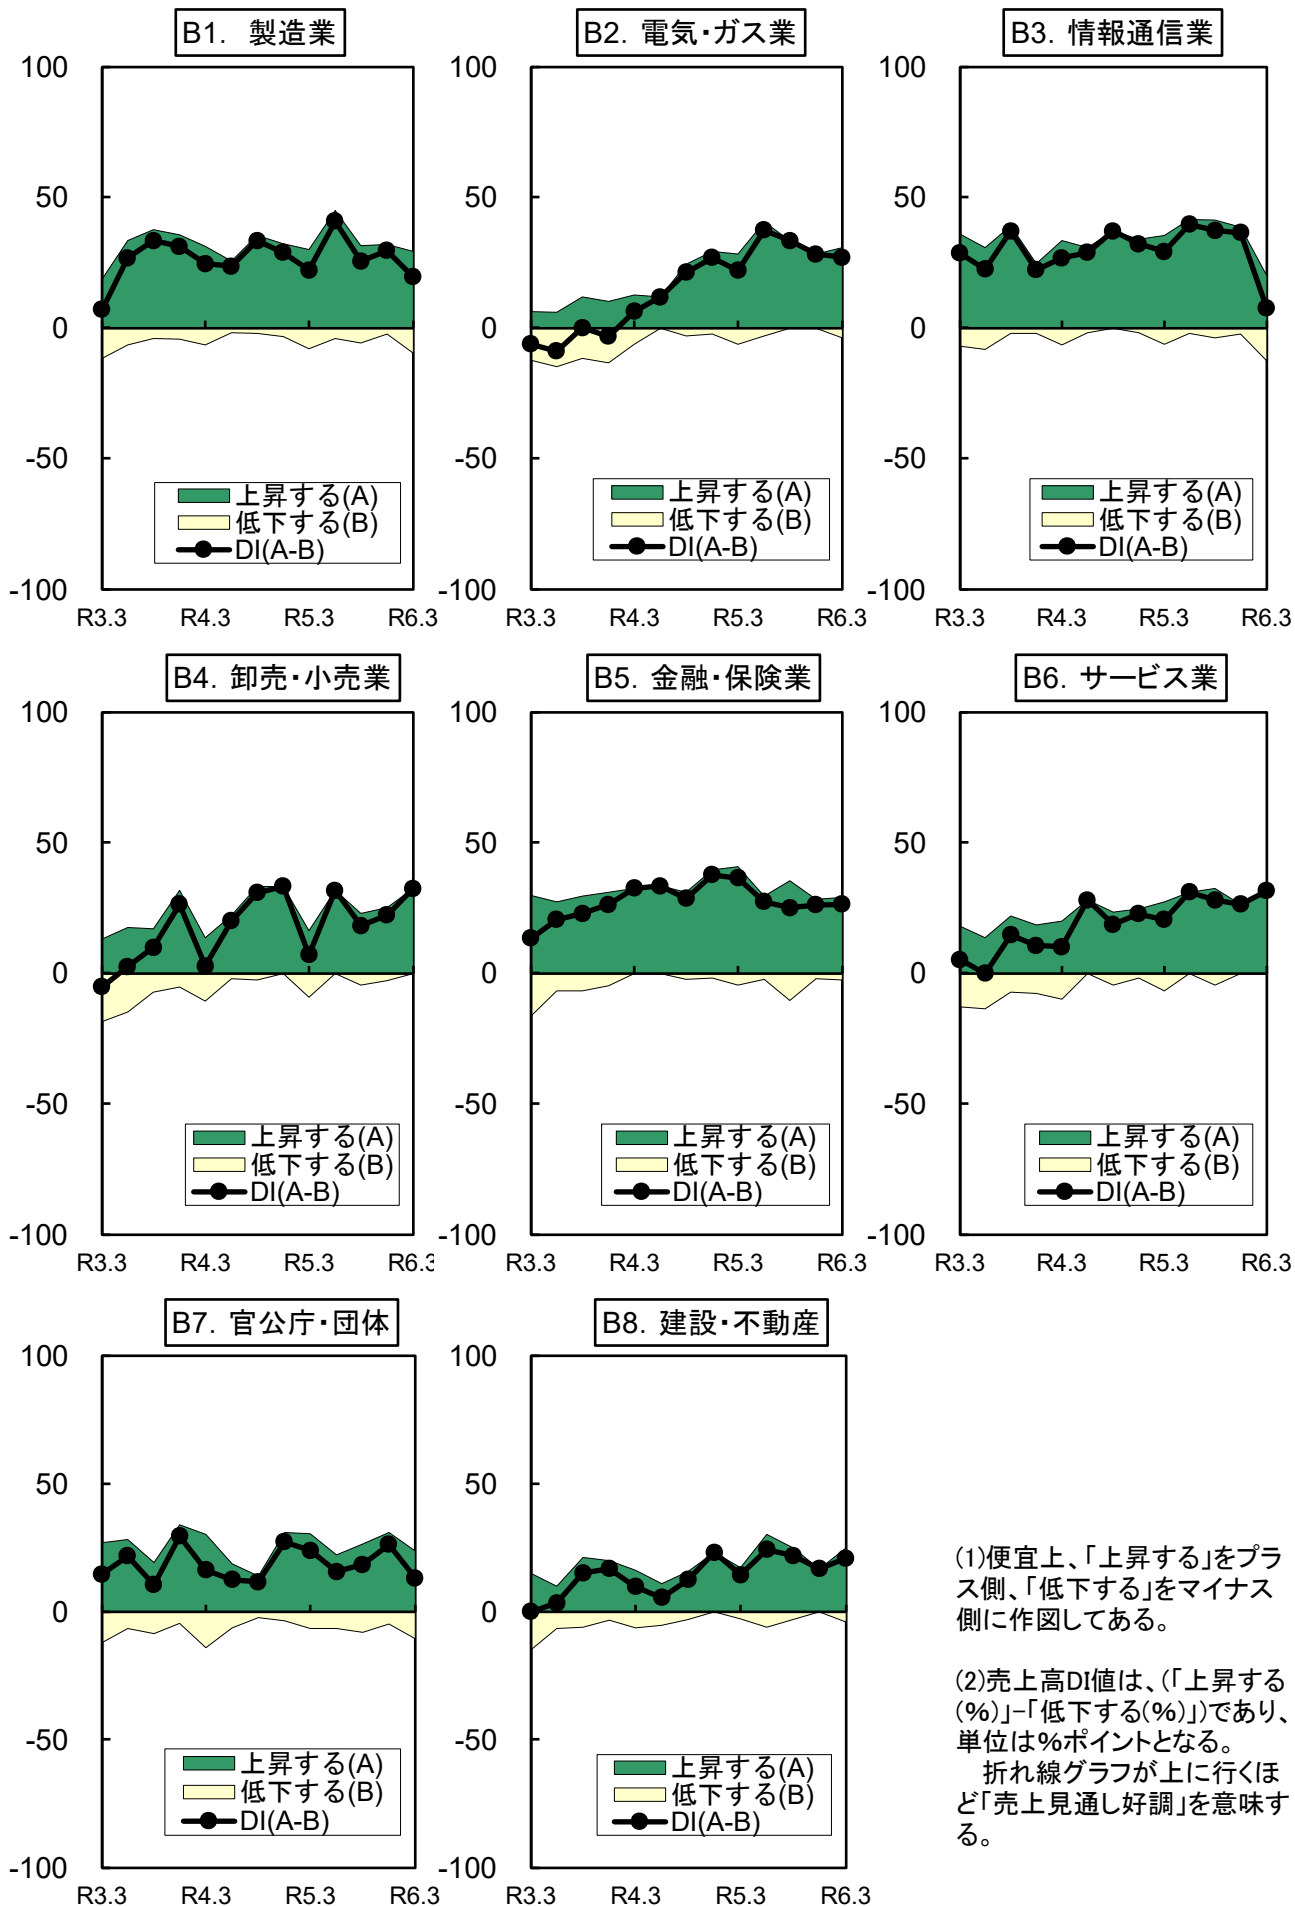 B1. 製造業
100
50
0
-50
-100
上昇する(A)
低下する(B)
DI(A-B)
R3.3 R4.3 R5.3 R6.3
B2. 電気・ガス業
100
50
0
-50
-100
上昇する(A)
低下する(B)
DI(A-B)
R3.3 R4.3 R5.3 R6.3
B3. 情報通信業
100
50
0
-50
-100
上昇する(A)
低下する(B)
DI(A-B)
R3.3 R4.3 R5.3 R6.3
B4. 卸売・小売業
100
50
0
-50
-100
上昇する(A)
低下する(B)
DI(A-B)
R3.3 R4.3 R5.3 R6.3
B5. 金融・保険業
100
50
0
-50
-100
上昇する(A)
低下する(B)
DI(A-B)
R3.3 R4.3 R5.3 R6.3
B6. サービス業
100
50
0
-50
-100
上昇する(A)
低下する(B)
DI(A-B)
R3.3 R4.3 R5.3 R6.3
B7. 官公庁・団体
100
50
0
-50
-100
上昇する(A)
低下する(B)
DI(A-B)
R3.3 R4.3 R5.3 R6.3
B8. 建設・不動産
100
50
0
-50
-100
上昇する(A)
低下する(B)
DI(A-B)
R3.3 R4.3 R5.3 R6.3
(1)便宜上、「上昇する」をプラ
ス側、「低下する」をマイナス
側に作図してある。
(2)売上高DI値は、(「上昇する
(%)」-「低下する(%)」)であり、
単位は%ポイントとなる。
折れ線グラフが上に行くほ
ど「売上見通し好調」を意味す
る。